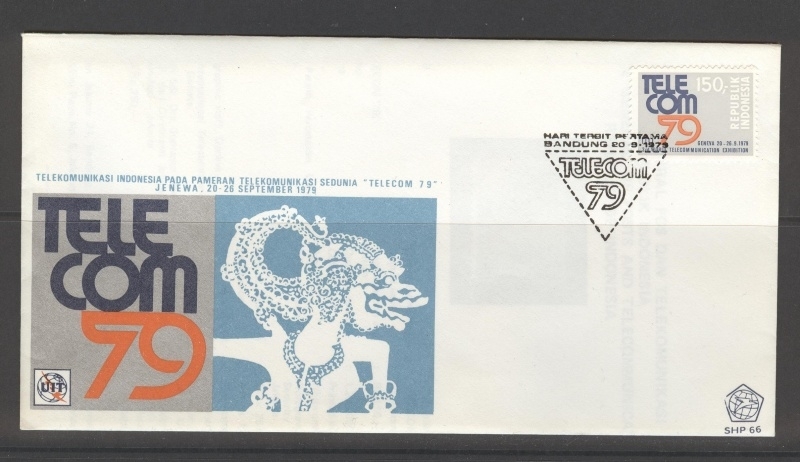 TELE
COM
79
150,-
REPUBLIK
INDONESIA
GENEVA 20-26.9.1979
TELECOMMUNICATION EXHIBITION
HARI TERBIT PERTAMA
BANDUNG 20-9-1979
TELECOM
79
TELEKOMUNIKASI INDONESIA PADA PAMERAN TELEKOMUNIKASI SEDUNIA "TELECOM 79"
JENEWA, 20-26 SEPTEMBER 1979
TELE
COM
79
UIT
SHP 66